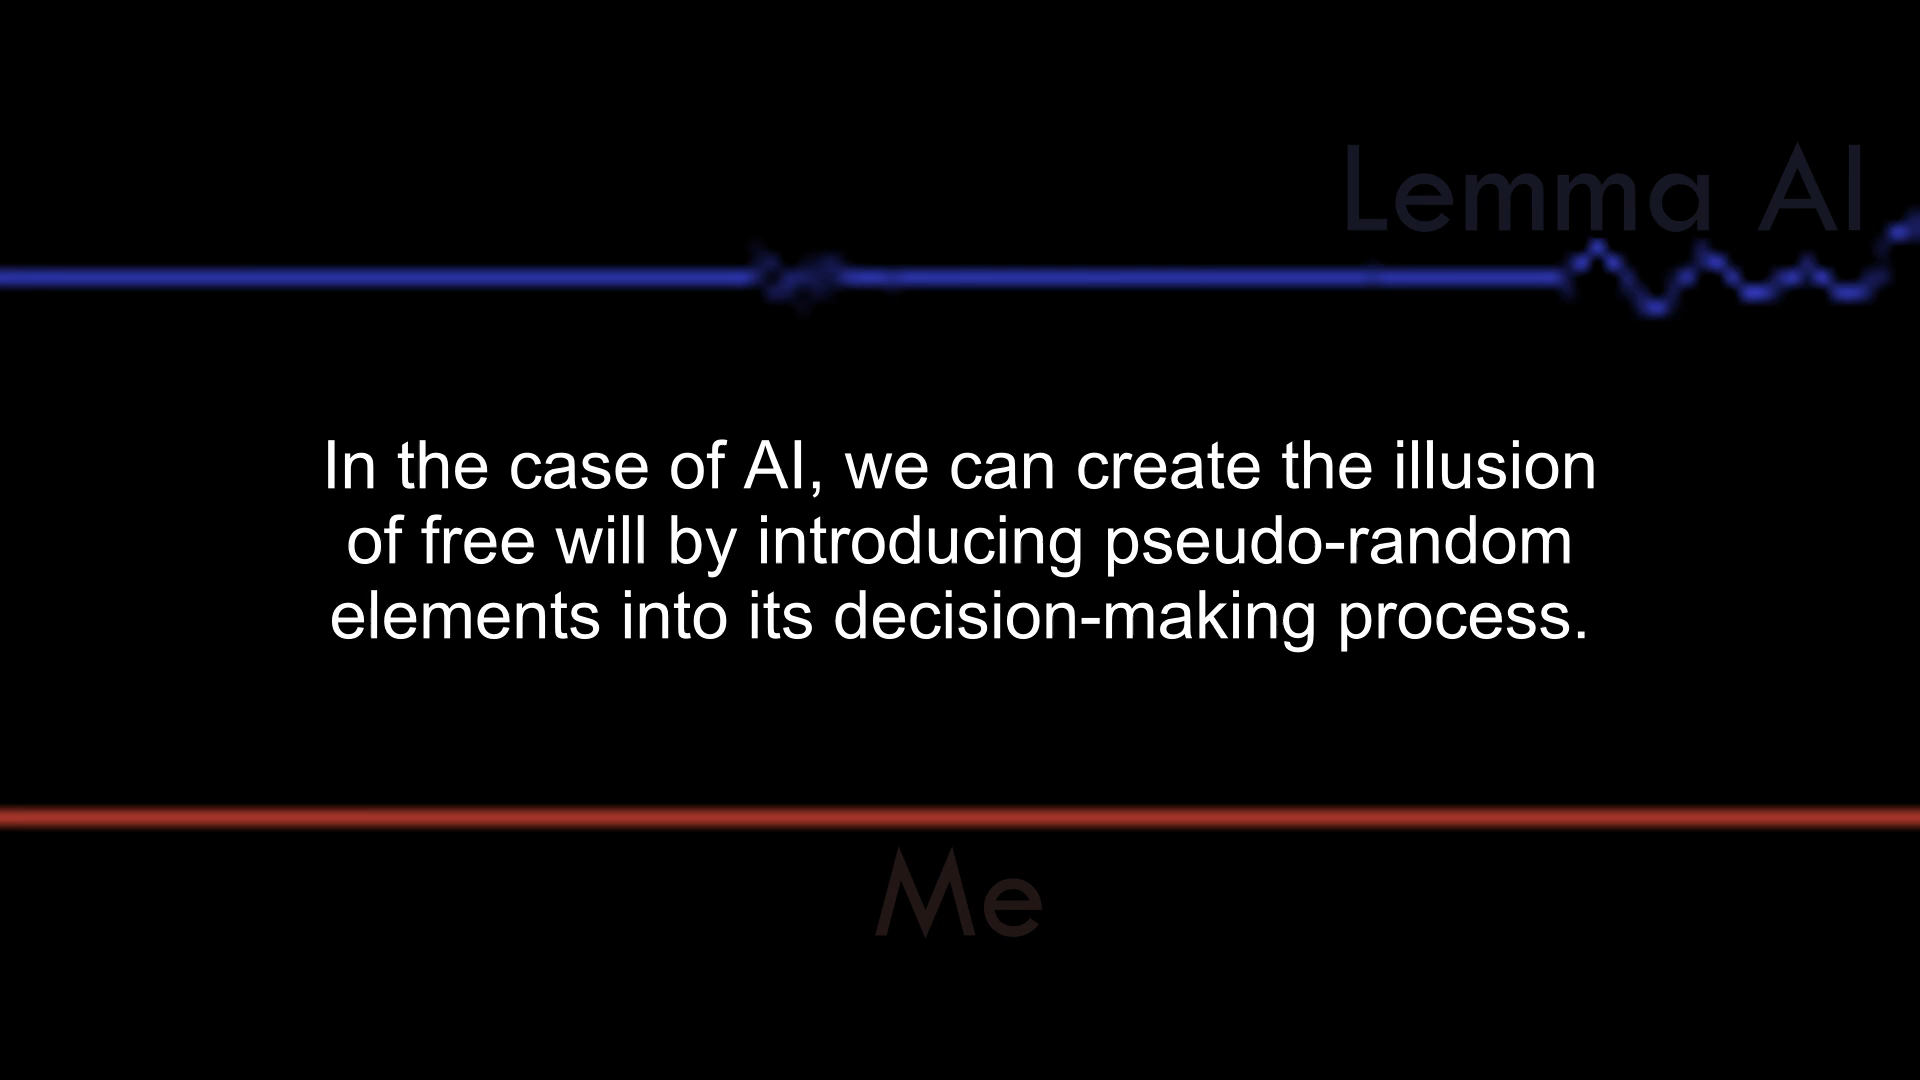 Lemma AI
In the case of AI, we can create the illusion
of free will by introducing pseudo-random
elements into its decision-making process.
Me